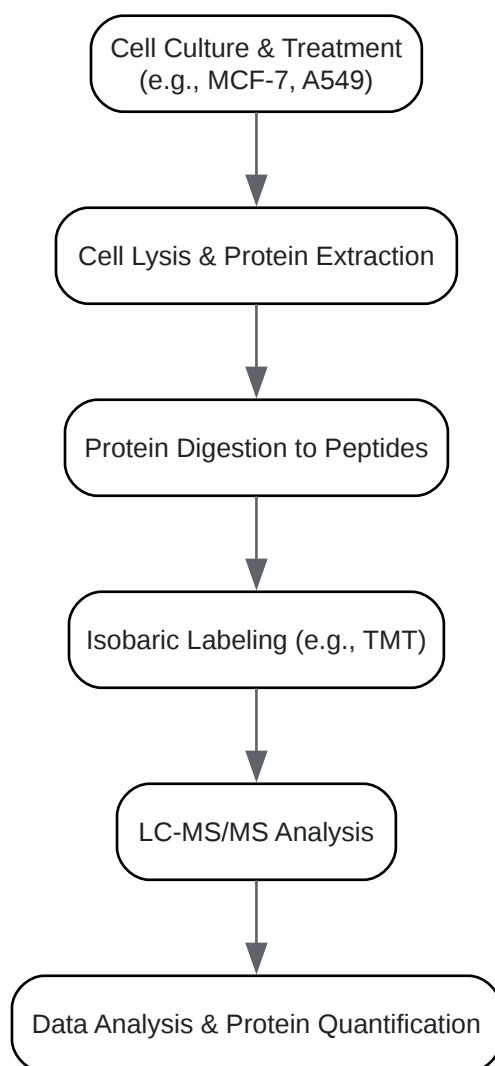 Cell Culture & Treatment
(e.g., MCF-7, A549)
Cell Lysis & Protein Extraction
Protein Digestion to Peptides
Isobaric Labeling (e.g., TMT)
LC-MS/MS Analysis
Data Analysis & Protein Quantification